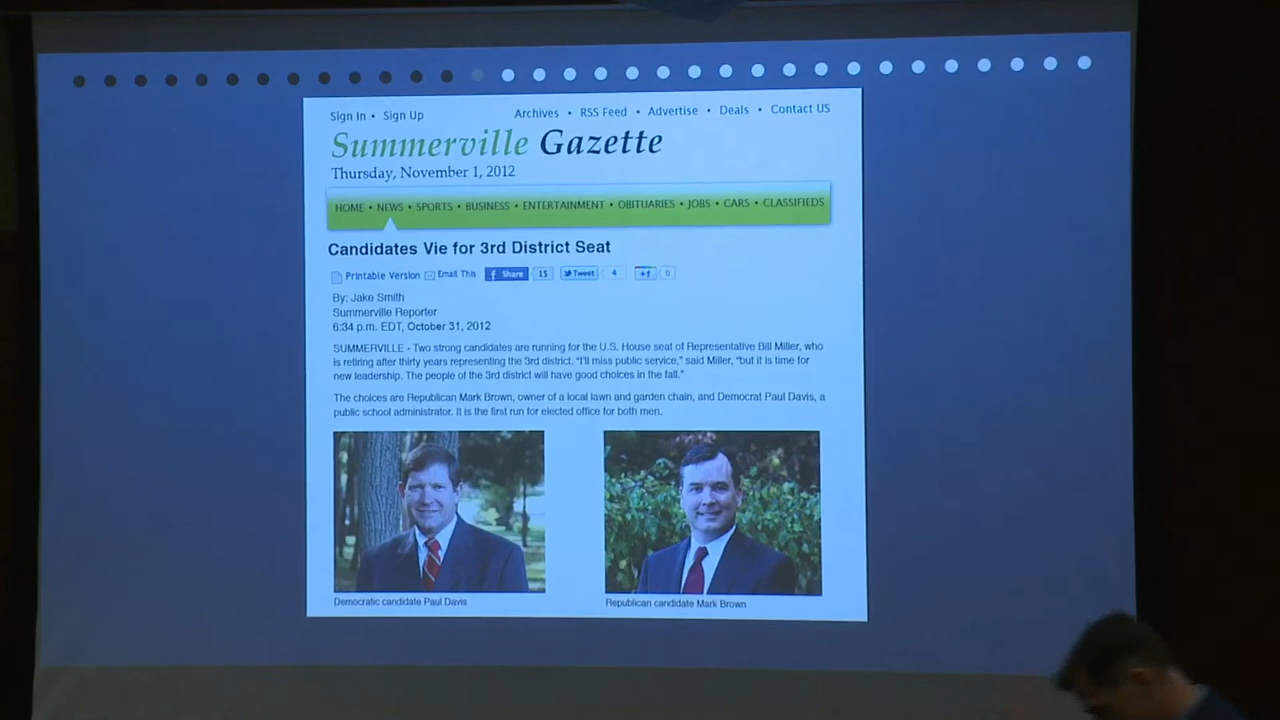 Sign In • Sign Up
Archives • RSS Feed • Advertise • Deals • Contact US
Summerville Gazette
Thursday, November 1, 2012
HOME • NEWS • SPORTS • BUSINESS • ENTERTAINMENT • OBITUARIES • JOBS • CARS • CLASSIFIEDS
Candidates Vie for 3rd District Seat
Printable Version Email This f Share 15 Tweet 4 +1 0
By: Jake Smith
Summerville Reporter
6:34 p.m. EDT, October 31, 2012
SUMMERVILLE - Two strong candidates are running for the U.S. House seat of Representative Bill Miller, who
is retiring after thirty years representing the 3rd district. “I’ll miss public service,” said Miller, “but it is time for
new leadership. The people of the 3rd district will have good choices in the fall.”
The choices are Republican Mark Brown, owner of a local lawn and garden chain, and Democrat Paul Davis, a
public school administrator. It is the first run for elected office for both men.
Democratic candidate Paul Davis
Republican candidate Mark Brown